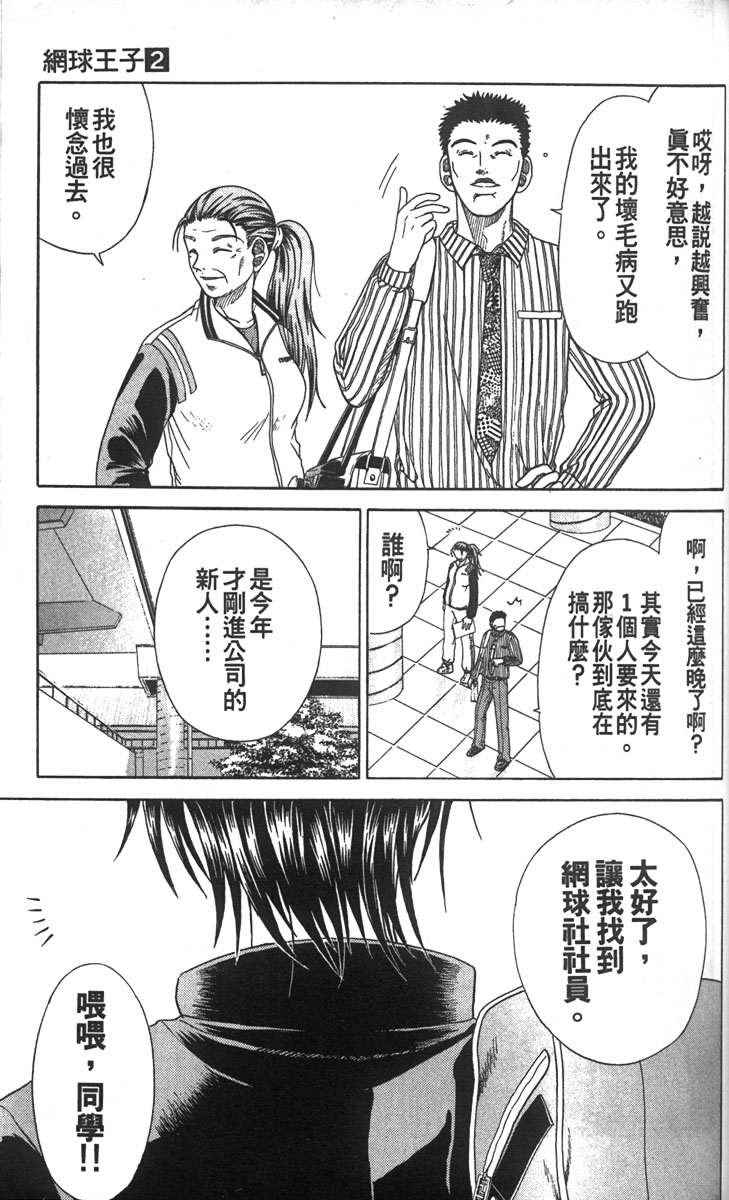 網球王子2
哎呀，越説越興奮，
眞不好意思，
我的壞毛病又跑
出來了。
我也很
懷念過去。
啊，已經這麼晚了啊？
其實今天還有
1個人要來的。
那傢伙到底在
搞什麼？
誰啊？
是今年
才剛進公司的
新人……
太好了，
讓我找到
網球社社員。
喂喂，同學!!